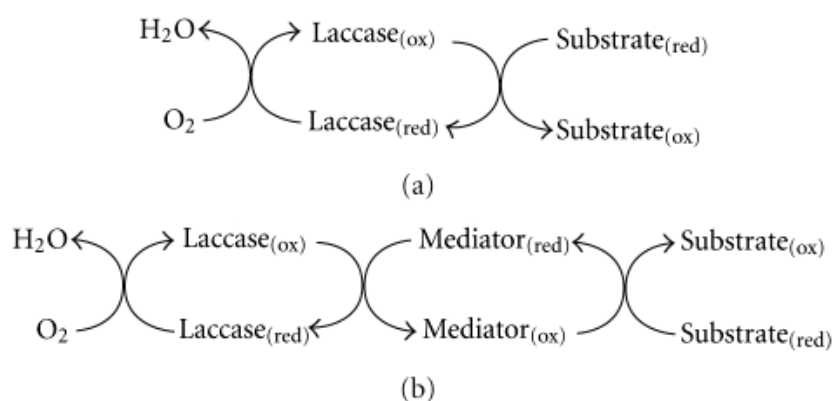 H₂O Laccase₍ox₎ Substrate₍red₎
O₂ Laccase₍red₎ Substrate₍ox₎
(a)
H₂O Laccase₍ox₎ Mediator₍red₎ Substrate₍ox₎
O₂ Laccase₍red₎ Mediator₍ox₎ Substrate₍red₎
(b)